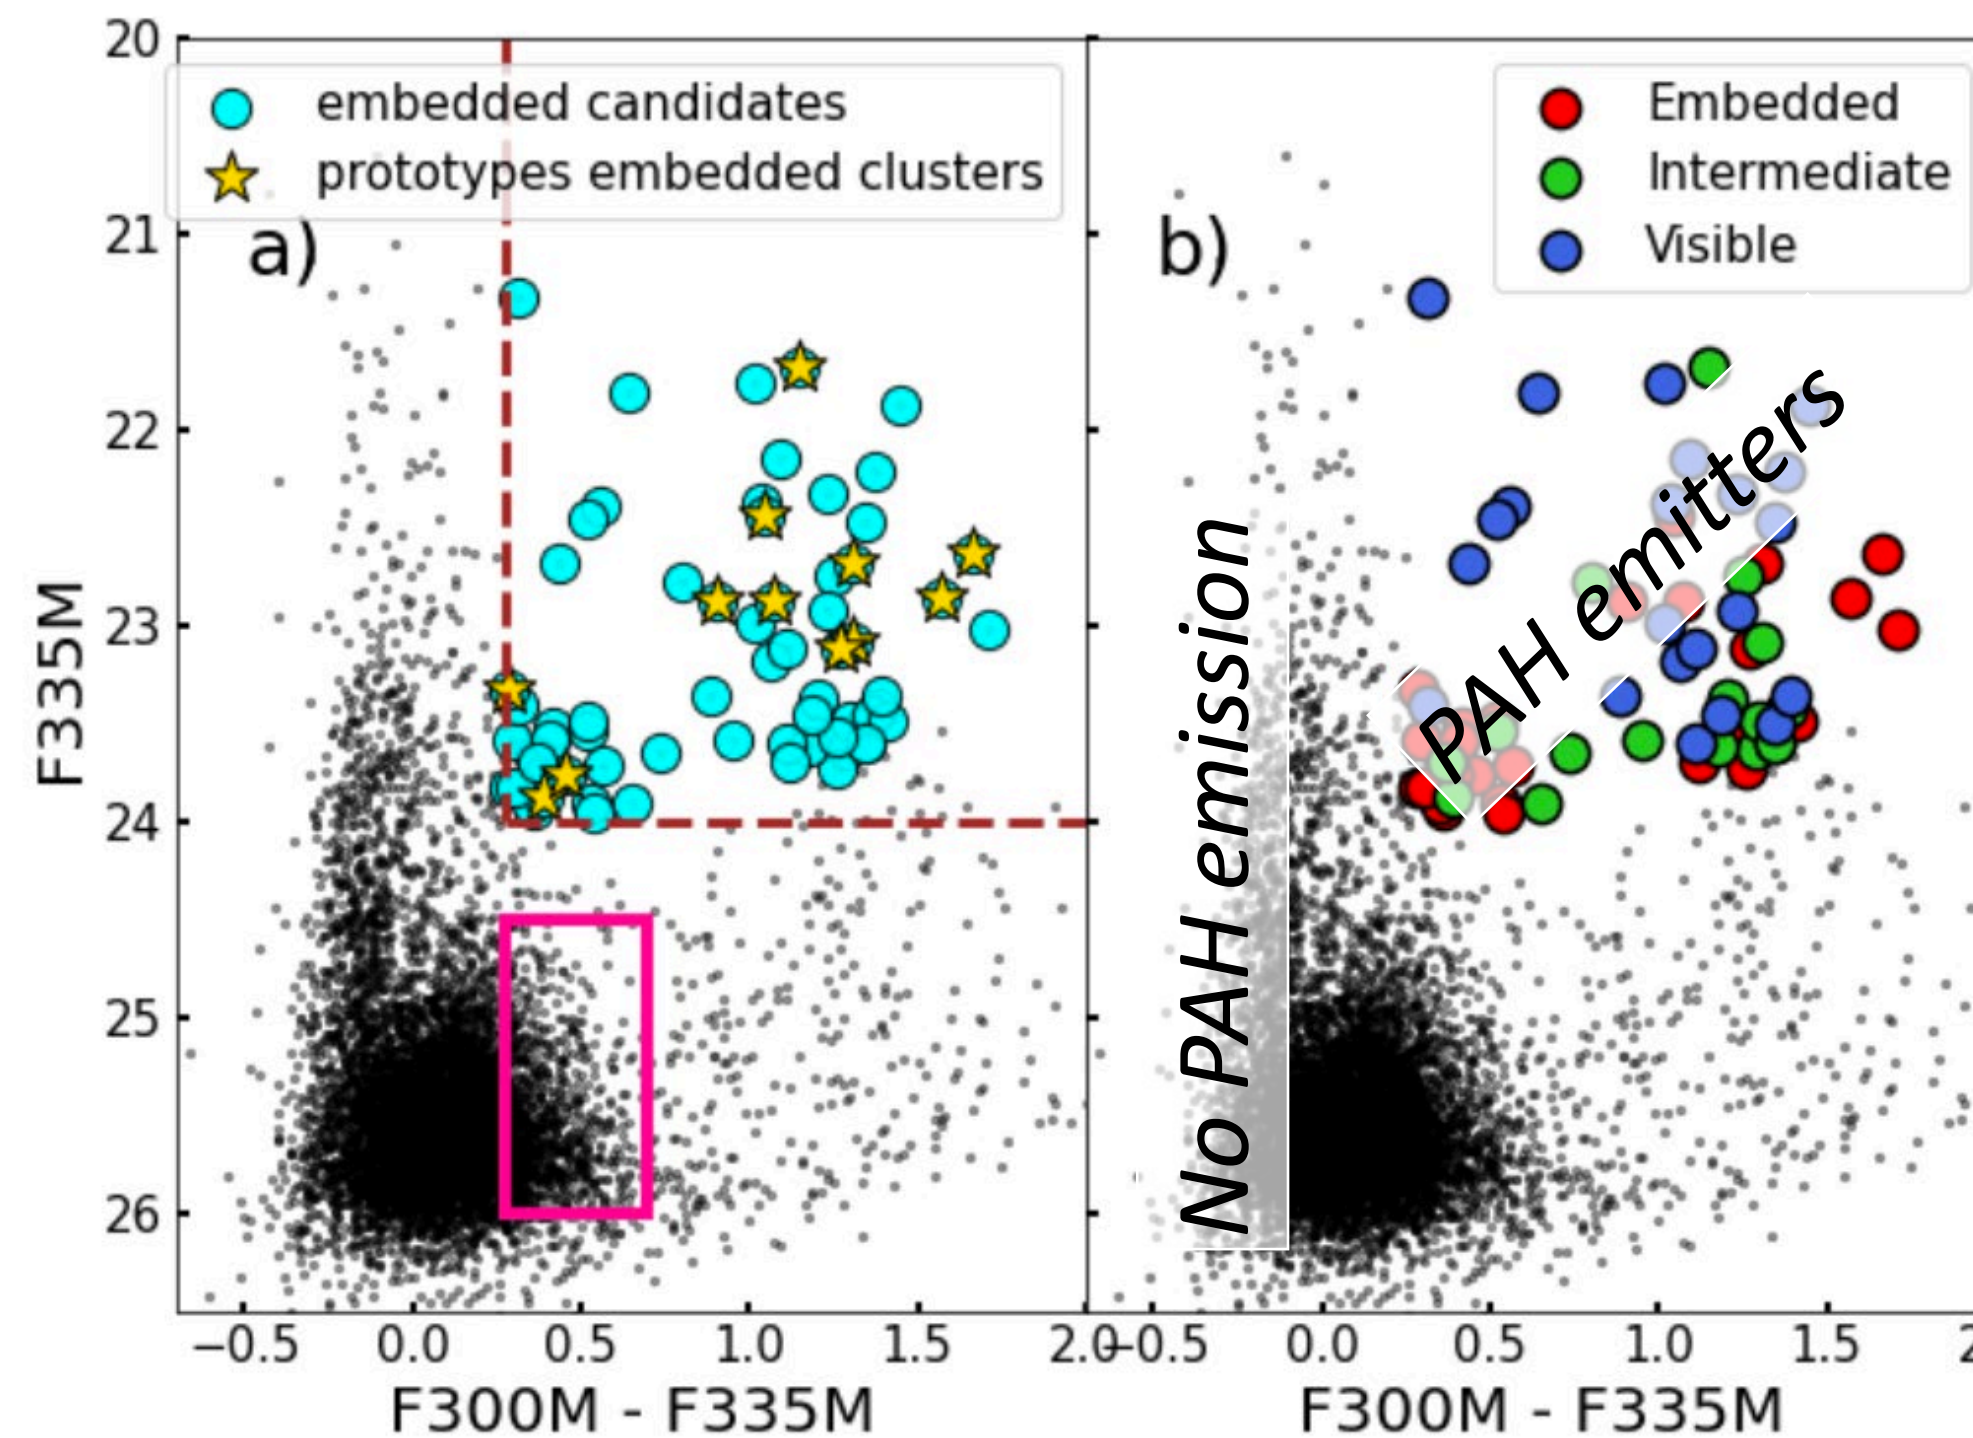 20
21
22
23
24
25
26
F335M
embedded candidates
prototypes embedded clusters
a)
−0.5
0.0
0.5
1.0
1.5
2.0
F300M - F335M
Embedded
Intermediate
Visible
b)
PAH emitters
No PAH emission
−0.5
0.0
0.5
1.0
1.5
2
F300M - F335M